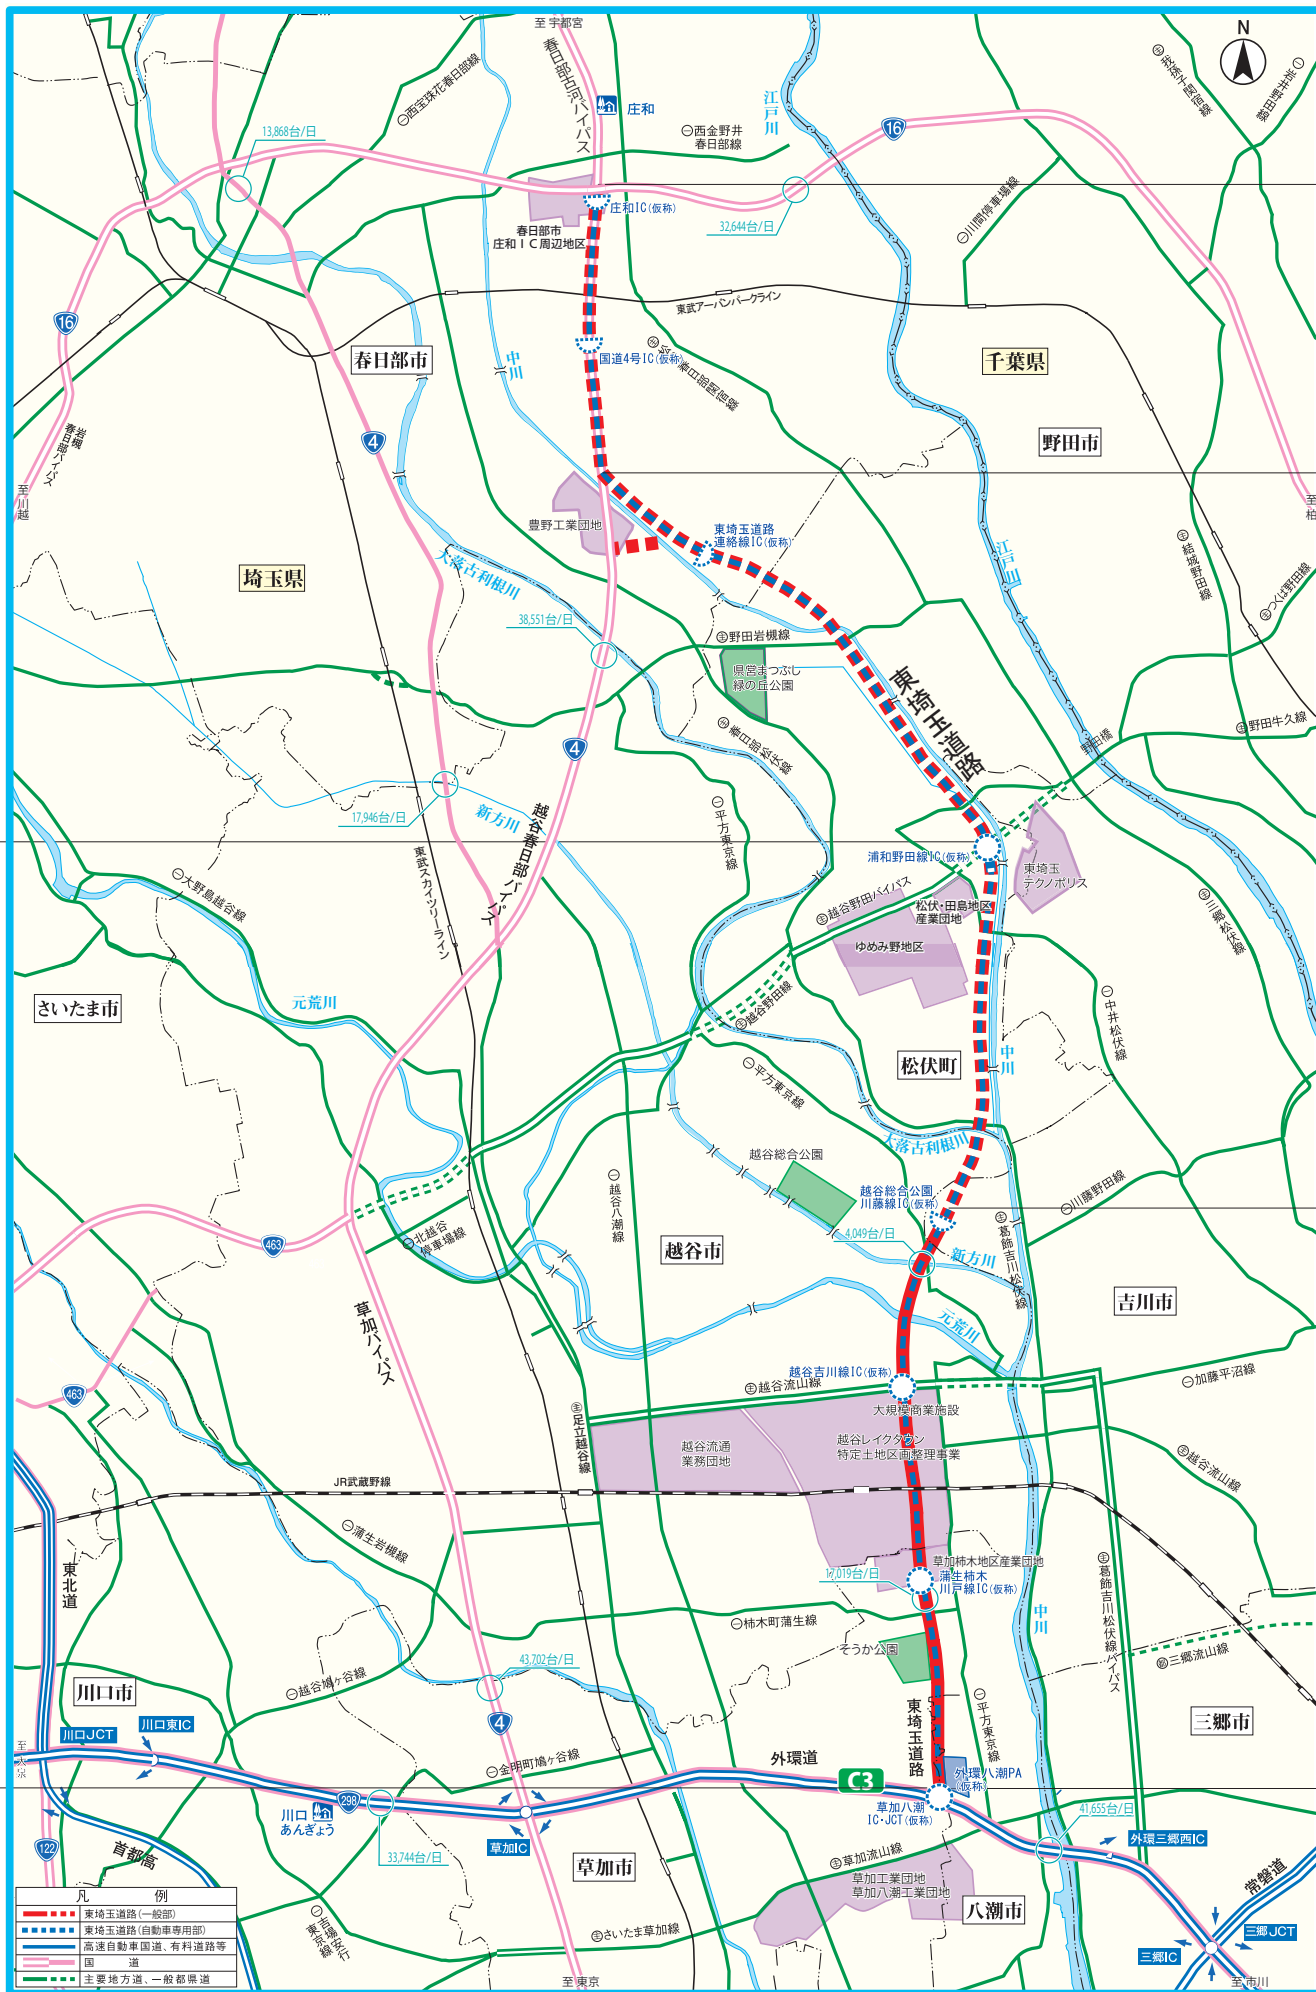 至 宇都宮
N
春日部古河バイパス
㊀西宝珠花春日部線
庄和
江戸川
㊤我孫子関宿線
13,868台/日
㊀西金野井
春日部線
16
㊀川間停車場線
庄和IC(仮称)
32,644台/日
春日部市
庄和IC周辺地区
東武アーバンパークライン
16
国道4号IC(仮称)
春日部市
中川
千葉県
4
野田市
岩槻
春日部バイパス
至川越
至柏
豊野工業団地
東埼玉道路
連絡線IC(仮称)
江戸川
結城野田線
つくば野田線
大落古利根川
埼玉県
38,551台/日
野田岩槻線
県営まつぶし
緑の丘公園
東埼玉道路
春日部松伏線
野田牛久線
野田橋
4
17,946台/日
新方川
越谷春日部バイパス
㊀平方東京線
浦和野田線IC(仮称)
東武スカイツリーライン
東埼玉
テクノポリス
㊀大野島越谷線
越谷野田バイパス
松伏・田島地区
産業団地
三郷松伏線
ゆめみ野地区
さいたま市
元荒川
越谷野田線
㊀中井松伏線
中川
松伏町
㊀平方東京線
大落古利根川
越谷総合公園
越谷総合公園
川藤線IC(仮称)
㊀川藤野田線
㊀越谷八潮線
4,049台/日
463
㊀北越谷
停車場線
越谷市
新方川
葛飾吉川松伏線
吉川市
草加バイパス
元荒川
越谷吉川線IC(仮称)
越谷流山線
㊀加藤平沼線
463
大規模商業施設
足立越谷線
越谷流通
業務団地
越谷レイクタウン
特定土地区画整理事業
越谷流山線
JR武蔵野線
㊀蒲生岩槻線
東北道
草加柿木地区産業団地
17,019台/日
蒲生柿木
川戸線IC(仮称)
葛飾吉川松伏線バイパス
中川
㊀柿木町蒲生線
そうか公園
三郷流山線
43,702台/日
㊀越谷鳩ヶ谷線
川口市
㊀平方東京線
三郷市
4
東埼玉道路
川口JCT
川口東IC
外環道
㊀金明町鳩ヶ谷線
C3
外環八潮PA
(仮称)
298
川口
あんぎょう
草加八潮
IC・JCT(仮称)
41,655台/日
122
首都高
草加IC
外環三郷西IC
33,744台/日
草加市
草加流山線
草加工業団地
草加八潮工業団地
常磐道
八潮市
凡 例
東埼玉道路(一般部)
東埼玉道路(自動車専用部)
高速自動車国道、有料道路等
国 道
主要地方道、一般都県道
さいたま草加線
三郷JCT
三郷IC
至 東京
至 市川